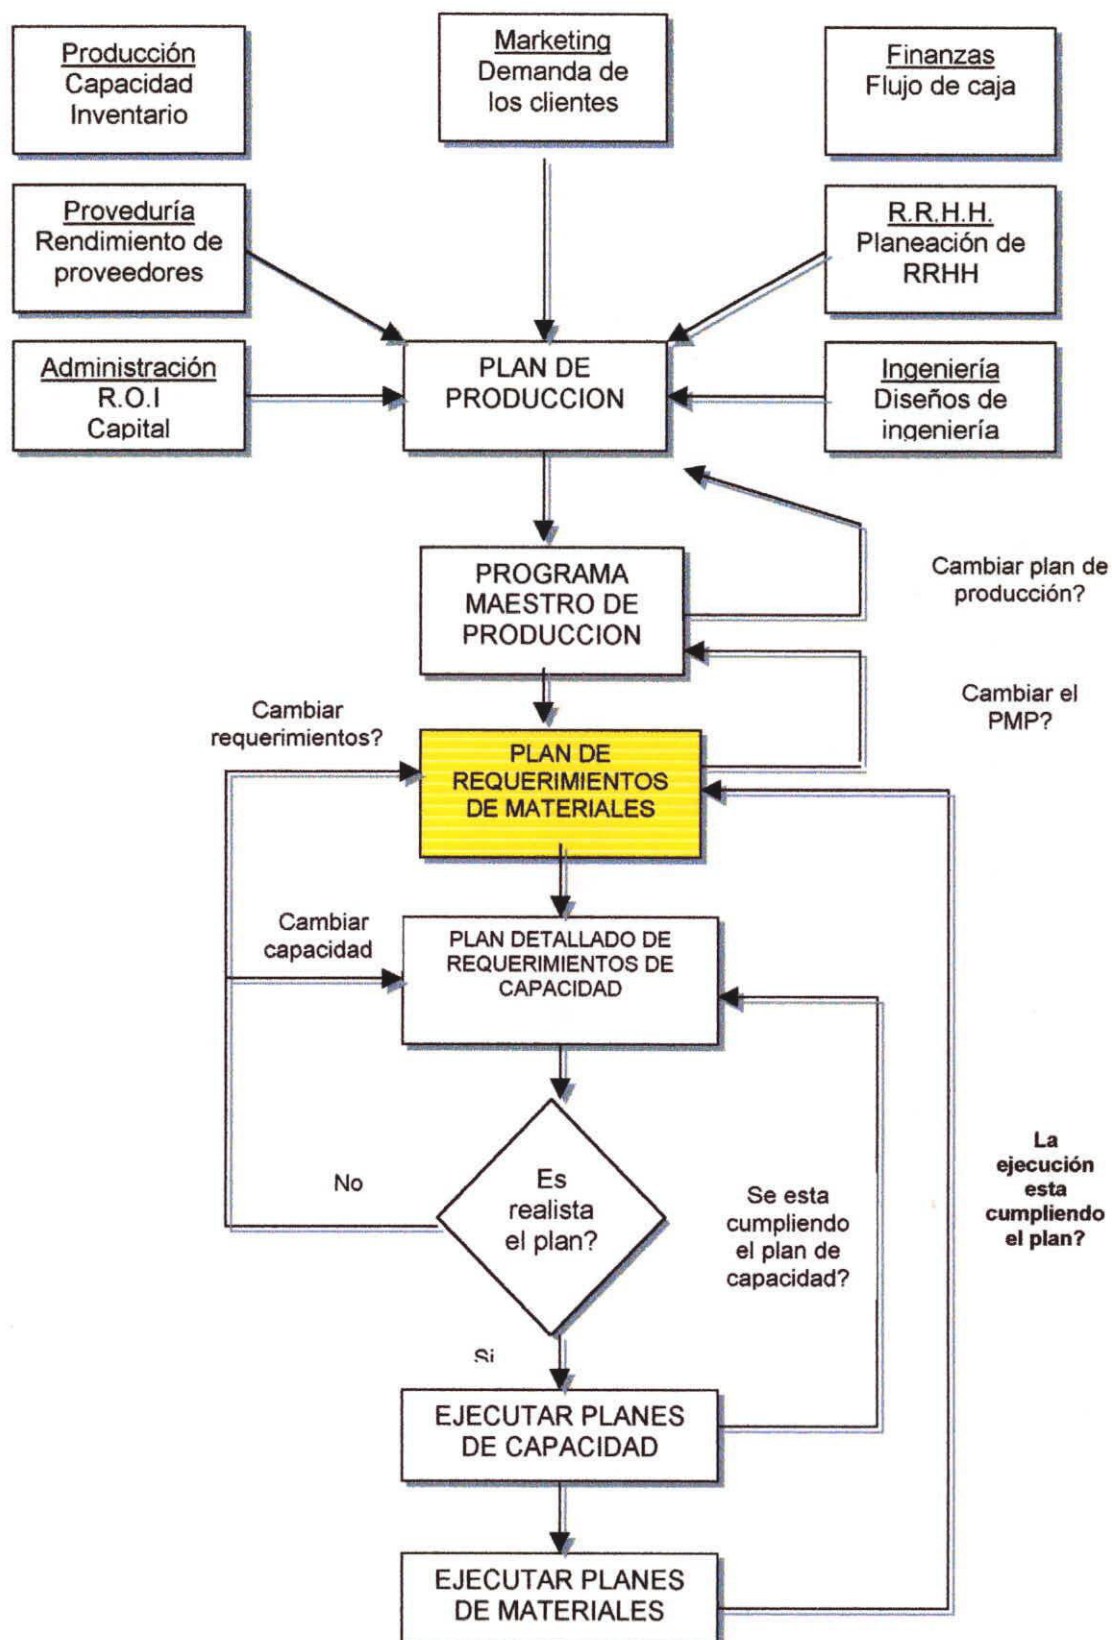 Producción
Capacidad
Inventario
Marketing
Demanda de
los clientes
Finanzas
Flujo de caja
Proveduría
Rendimiento de
proveedores
R.R.H.H.
Planeación de
RRHH
Administración
R.O.I
Capital
PLAN DE
PRODUCCION
Ingeniería
Diseños de
ingeniería
PROGRAMA
MAESTRO DE
PRODUCCION
Cambiar plan de
producción?
Cambiar el
PMP?
Cambiar
requerimientos?
PLAN DE
REQUERIMIENTOS
DE MATERIALES
Cambiar
capacidad
PLAN DETALLADO DE
REQUERIMIENTOS DE
CAPACIDAD
No
Es
realista
el plan?
Se esta
cumpliendo
el plan de
capacidad?
La
ejecución
esta
cumpliendo
el plan?
Si
EJECUTAR PLANES
DE CAPACIDAD
EJECUTAR PLANES
DE MATERIALES